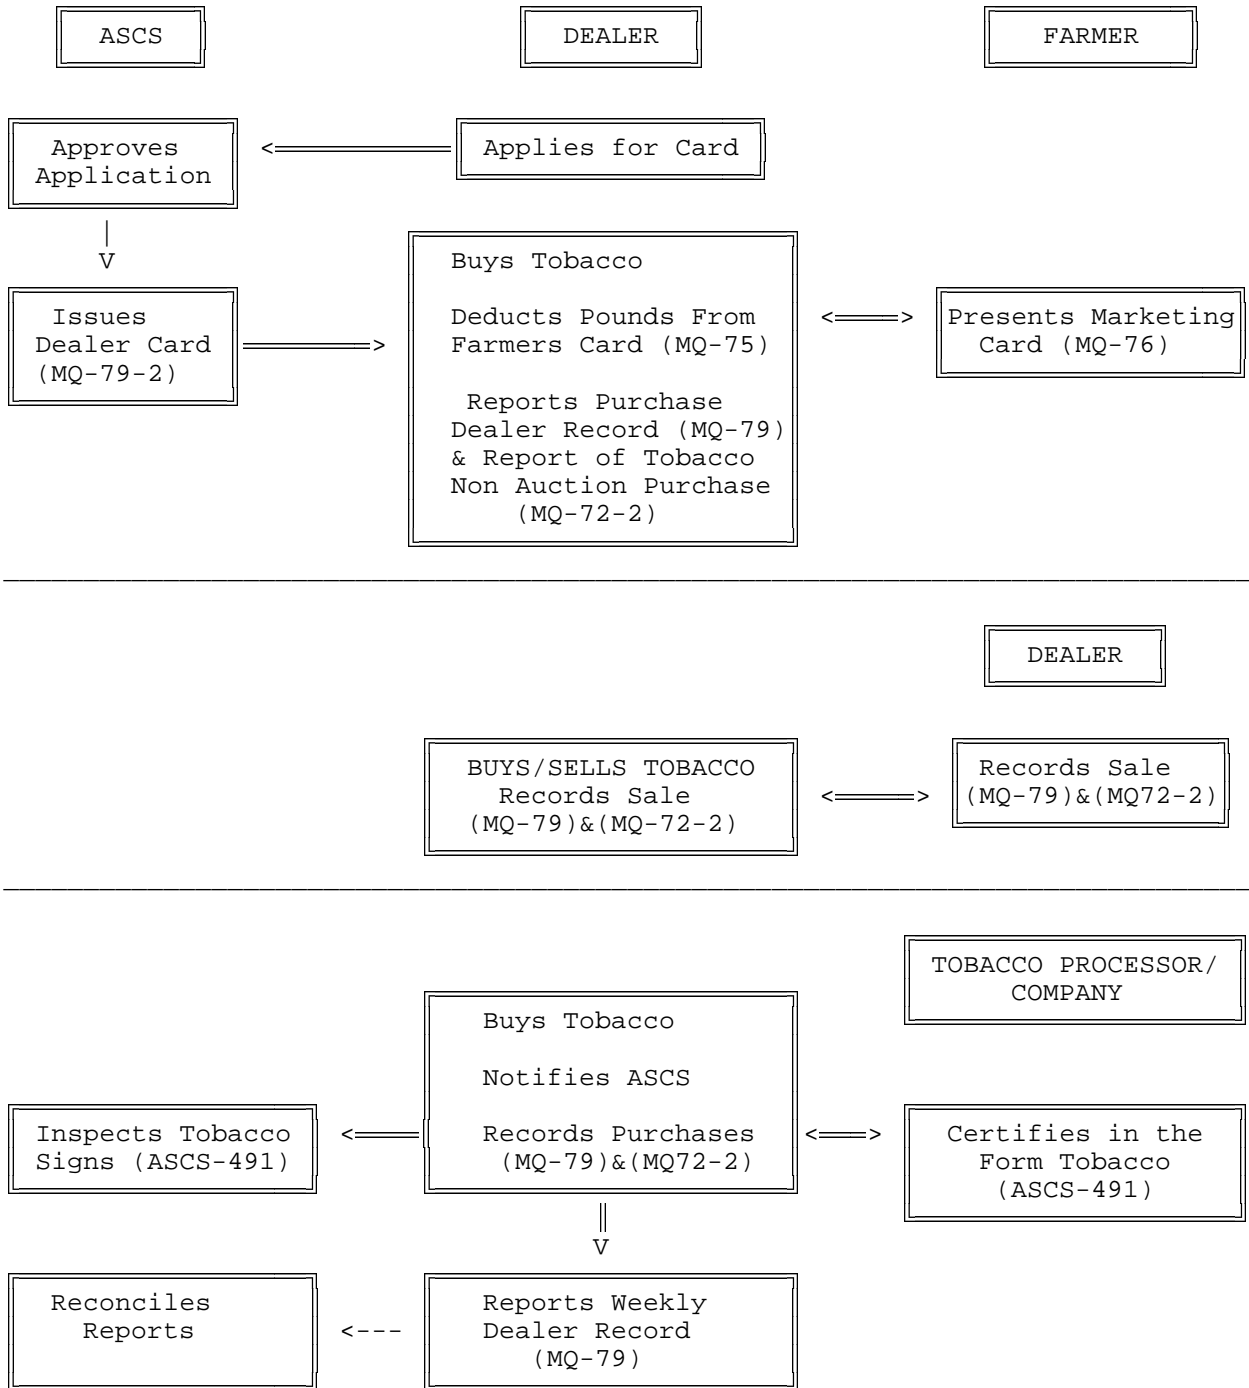 ASCS
DEALER
FARMER
Approves
Application
Applies for Card
Issues
Dealer Card
(MQ-79-2)
Buys Tobacco
Deducts Pounds From
Farmers Card (MQ-75)
Reports Purchase
Dealer Record (MQ-79)
& Report of Tobacco
Non Auction Purchase
(MQ-72-2)
Presents Marketing
Card (MQ-76)
DEALER
BUYS/SELLS TOBACCO
Records Sale
(MQ-79)&(MQ-72-2)
Records Sale
(MQ-79)&(MQ72-2)
TOBACCO PROCESSOR/
COMPANY
Buys Tobacco
Notifies ASCS
Records Purchases
(MQ-79)&(MQ72-2)
Inspects Tobacco
Signs (ASCS-491)
Certifies in the
Form Tobacco
(ASCS-491)
Reconciles
Reports
Reports Weekly
Dealer Record
(MQ-79)